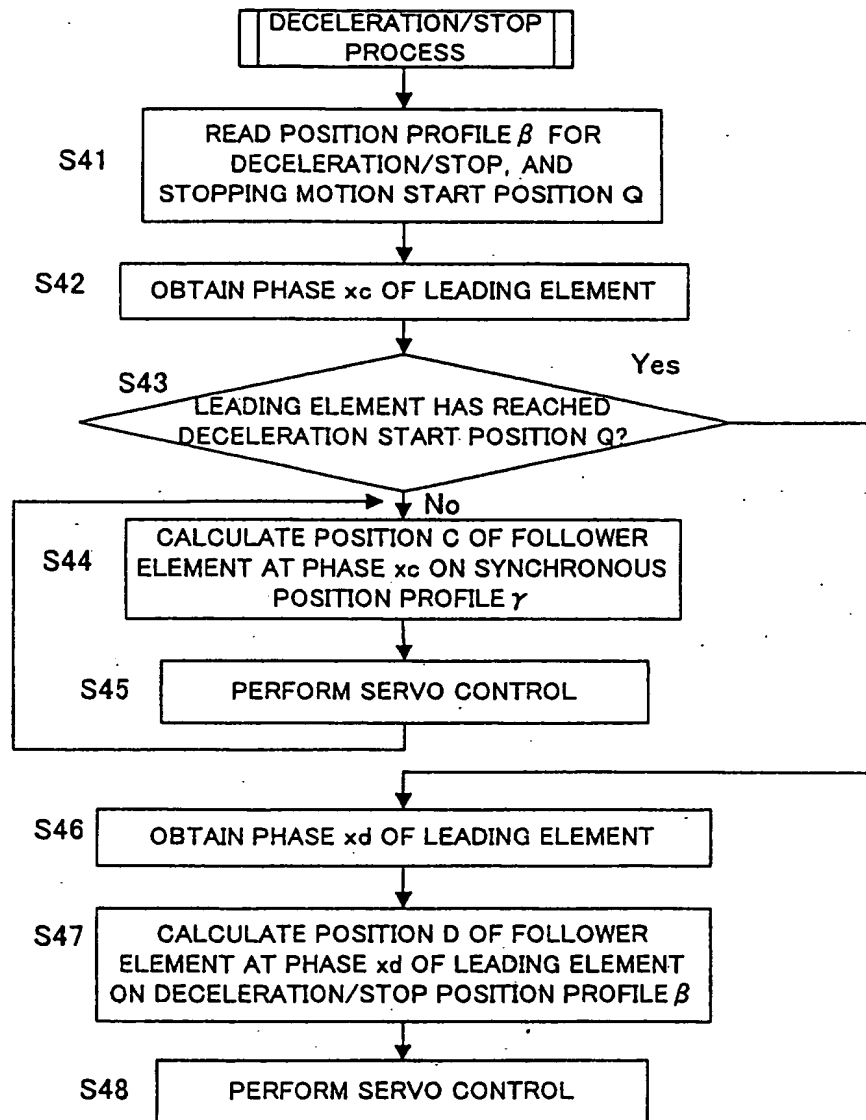 DECELERATION/STOP
PROCESS
S41
READ POSITION PROFILE β FOR
DECELERATION/STOP, AND
STOPPING MOTION START POSITION Q
S42
OBTAIN PHASE xc OF LEADING ELEMENT
S43
Yes
LEADING ELEMENT HAS REACHED
DECELERATION START POSITION Q?
No
S44
CALCULATE POSITION C OF FOLLOWER
ELEMENT AT PHASE xc ON SYNCHRONOUS
POSITION PROFILE γ
S45
PERFORM SERVO CONTROL
S46
OBTAIN PHASE xd OF LEADING ELEMENT
S47
CALCULATE POSITION D OF FOLLOWER
ELEMENT AT PHASE xd OF LEADING ELEMENT
ON DECELERATION/STOP POSITION PROFILE β
S48
PERFORM SERVO CONTROL